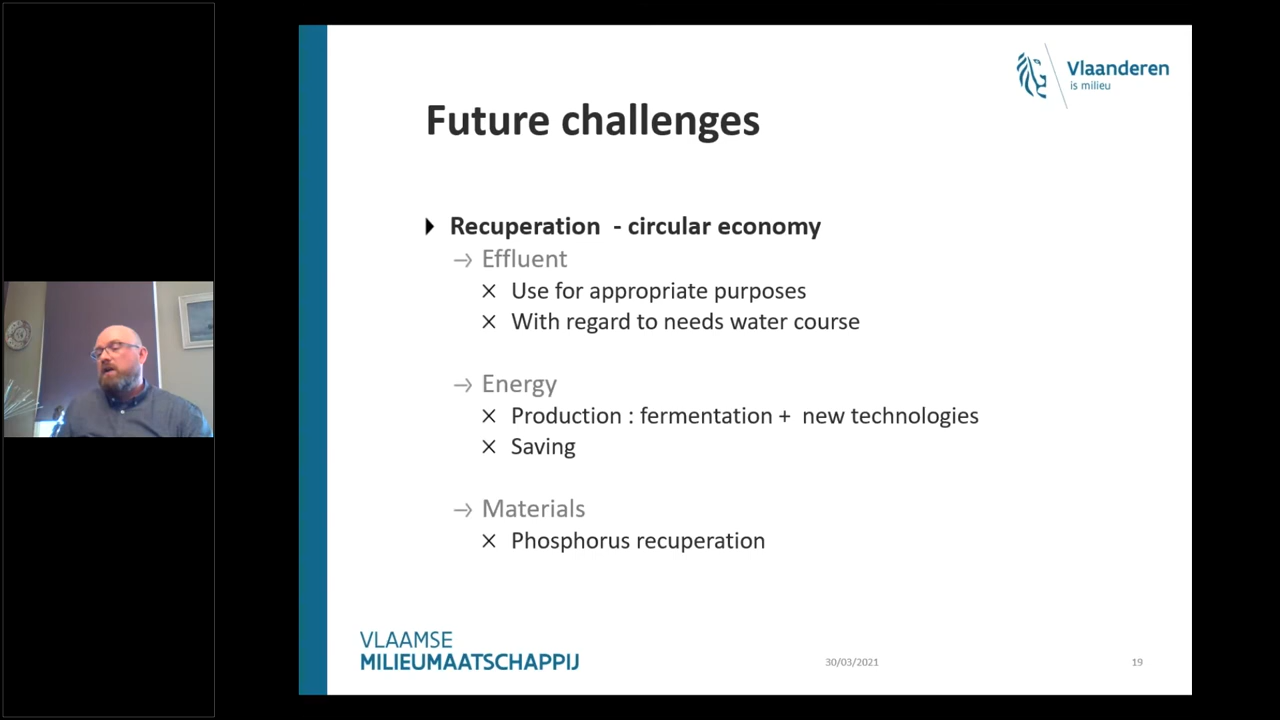 Vlaanderen
is milieu
Future challenges
Recuperation - circular economy
→ Effluent
× Use for appropriate purposes
× With regard to needs water course
→ Energy
× Production : fermentation + new technologies
× Saving
→ Materials
× Phosphorus recuperation
VLAAMSE
MILIEUMAATSCHAPPIJ
30/03/2021
19